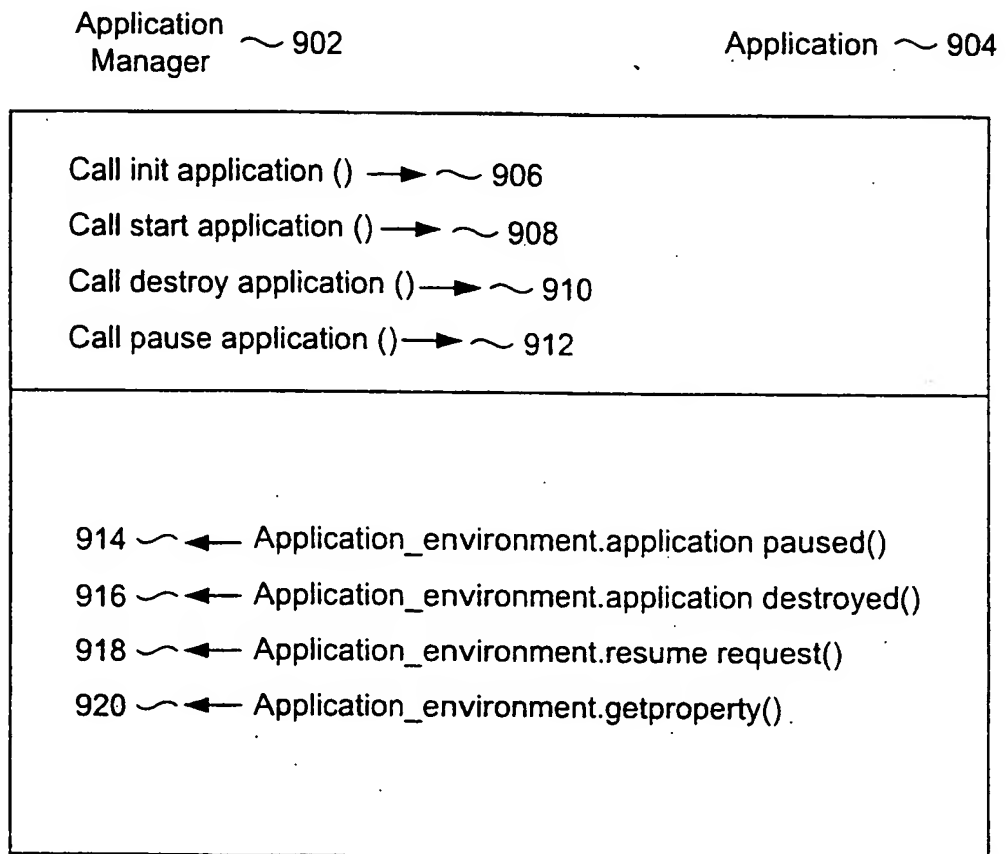 Application
Manager 902
Application 904
Call init application () 906
Call start application () 908
Call destroy application () 910
Call pause application () 912
914 Application_environment.application paused()
916 Application_environment.application destroyed()
918 Application_environment.resume request()
920 Application_environment.getproperty()